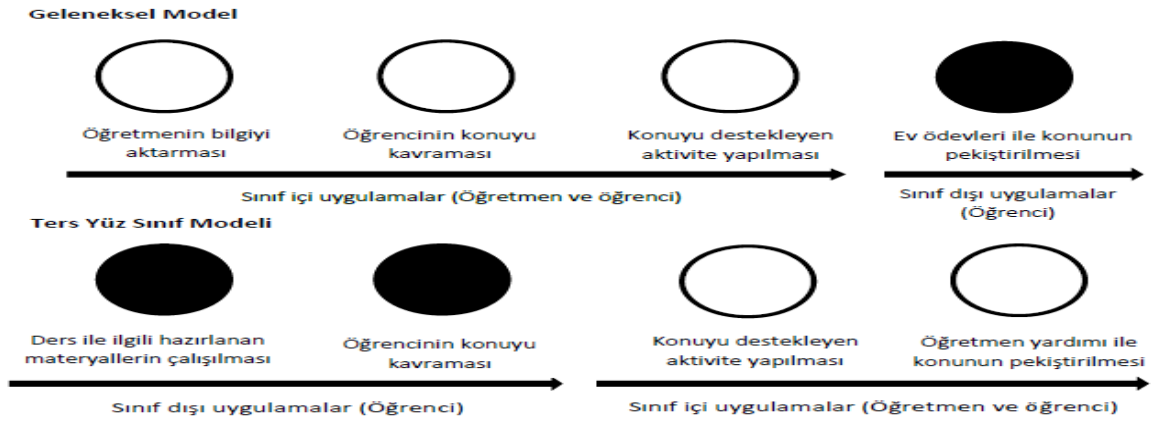 Geleneksel Model
Öğretmenin bilgiyi
aktarması
Öğrencinin konuyu
kavraması
Konuyu destekleyen
aktivite yapılması
Ev ödevleri ile konunun
pekiştirilmesi
Sınıf içi uygulamalar (Öğretmen ve öğrenci)
Sınıf dışı uygulamalar
(Öğrenci)
Ters Yüz Sınıf Modeli
Ders ile ilgili hazırlanan
materyallerin çalışılması
Öğrencinin konuyu
kavraması
Konuyu destekleyen
aktivite yapılması
Öğretmen yardımı ile
konunun pekiştirilmesi
Sınıf dışı uygulamalar (Öğrenci)
Sınıf içi uygulamalar (Öğretmen ve öğrenci)